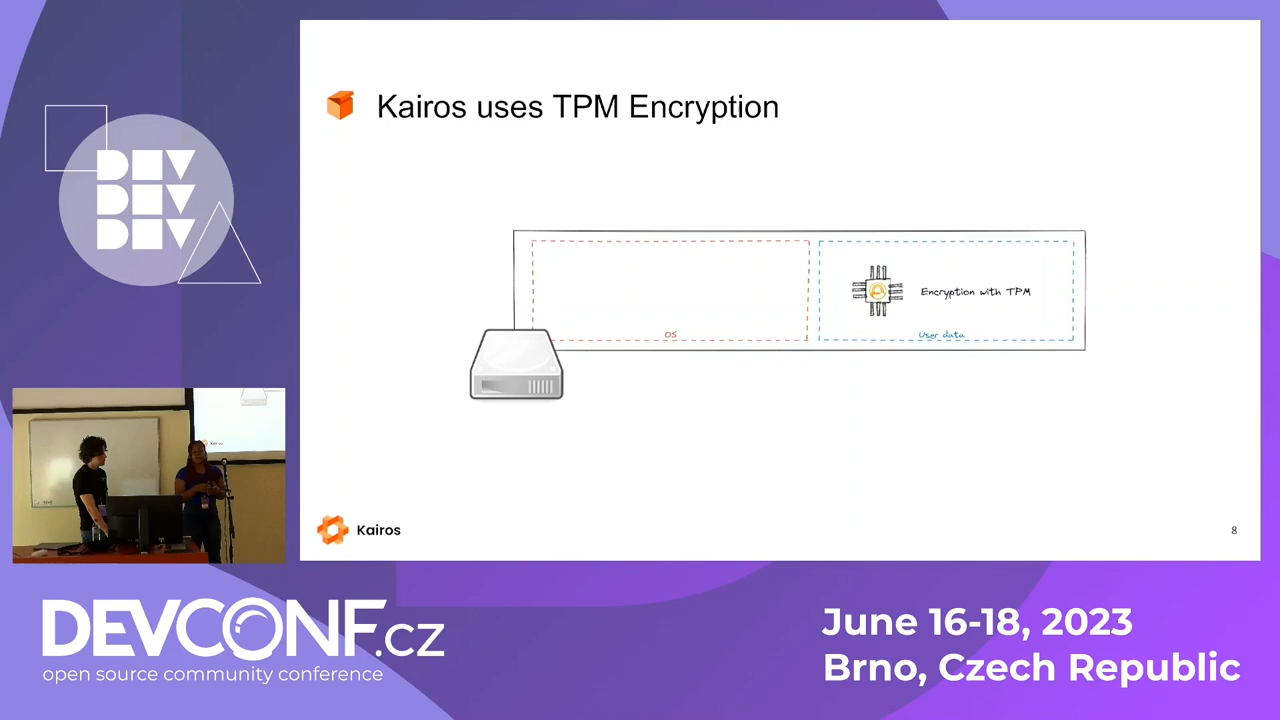 DEV
DEV
DEV
Kairos uses TPM Encryption
Encryption with TPM
OS
User data
Kairos
8
DEVCONF.cz
open source community conference
June 16-18, 2023
Brno, Czech Republic